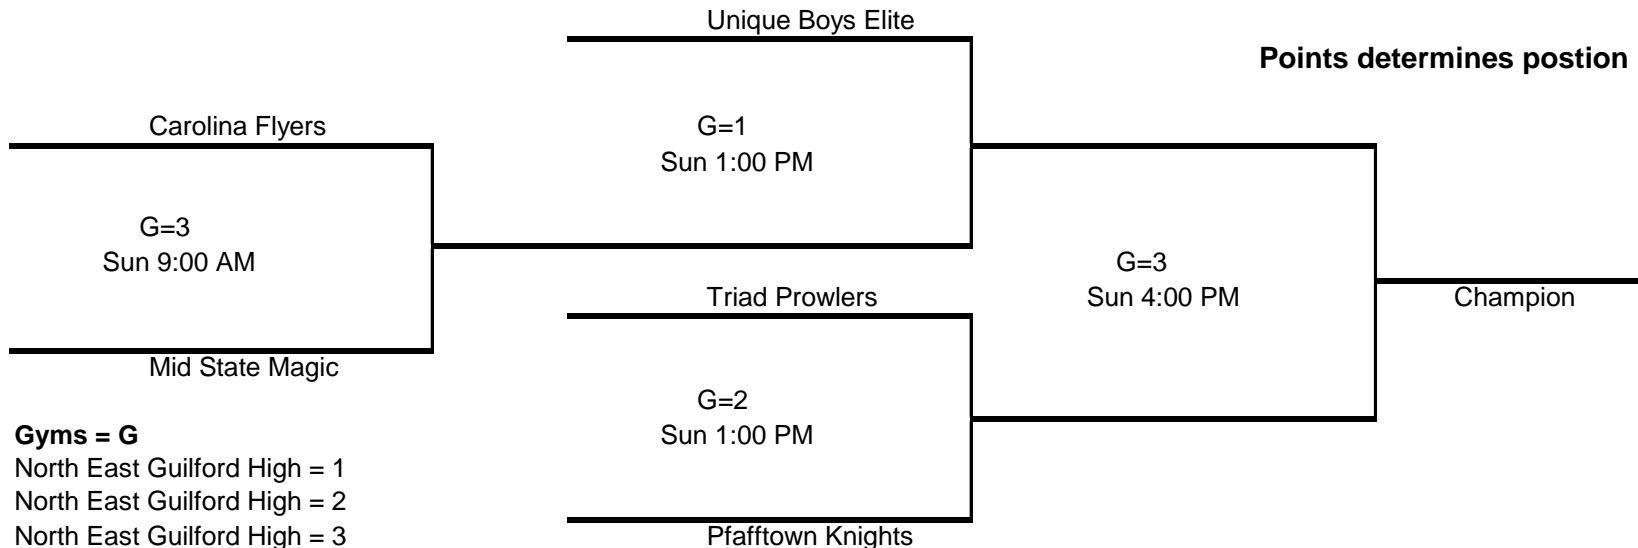 Unique Boys Elite
Points determines postion
Carolina Flyers
G=1
Sun 1:00 PM
G=3
Sun 9:00 AM
G=3
Sun 4:00 PM
Triad Prowlers
Champion
Mid State Magic
G=2
Sun 1:00 PM
Gyms = G
North East Guilford High = 1
North East Guilford High = 2
North East Guilford High = 3
Pfafftown Knights